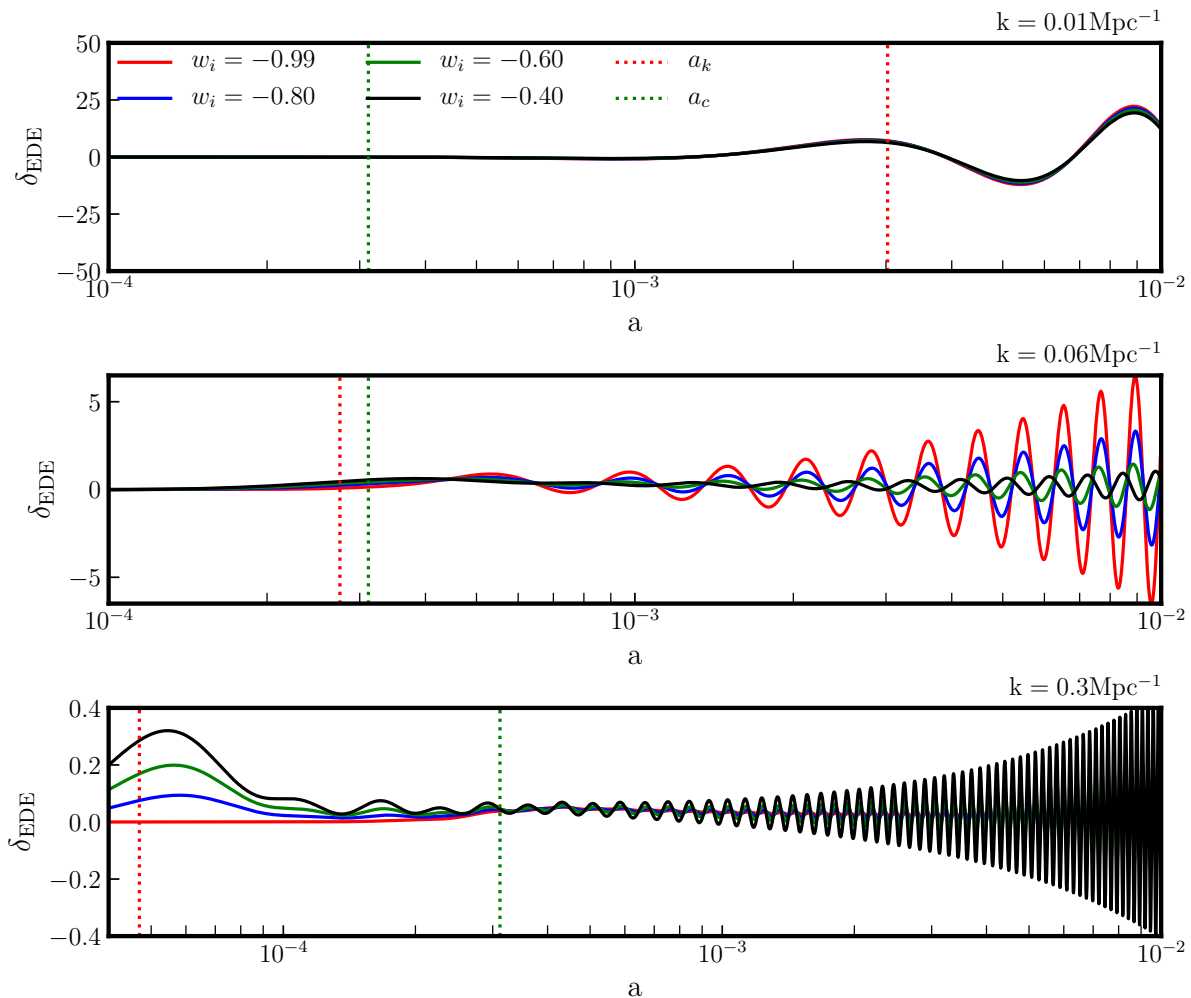 k = 0.01Mpc⁻¹
50
25
0
−25
−50
δ_EDE
w_i = −0.99
w_i = −0.60
a_k
w_i = −0.80
w_i = −0.40
a_c
10⁻⁴
10⁻³
10⁻²
a
k = 0.06Mpc⁻¹
5
0
−5
δ_EDE
10⁻⁴
10⁻³
10⁻²
a
k = 0.3Mpc⁻¹
0.4
0.2
0.0
−0.2
−0.4
δ_EDE
10⁻⁴
10⁻³
10⁻²
a